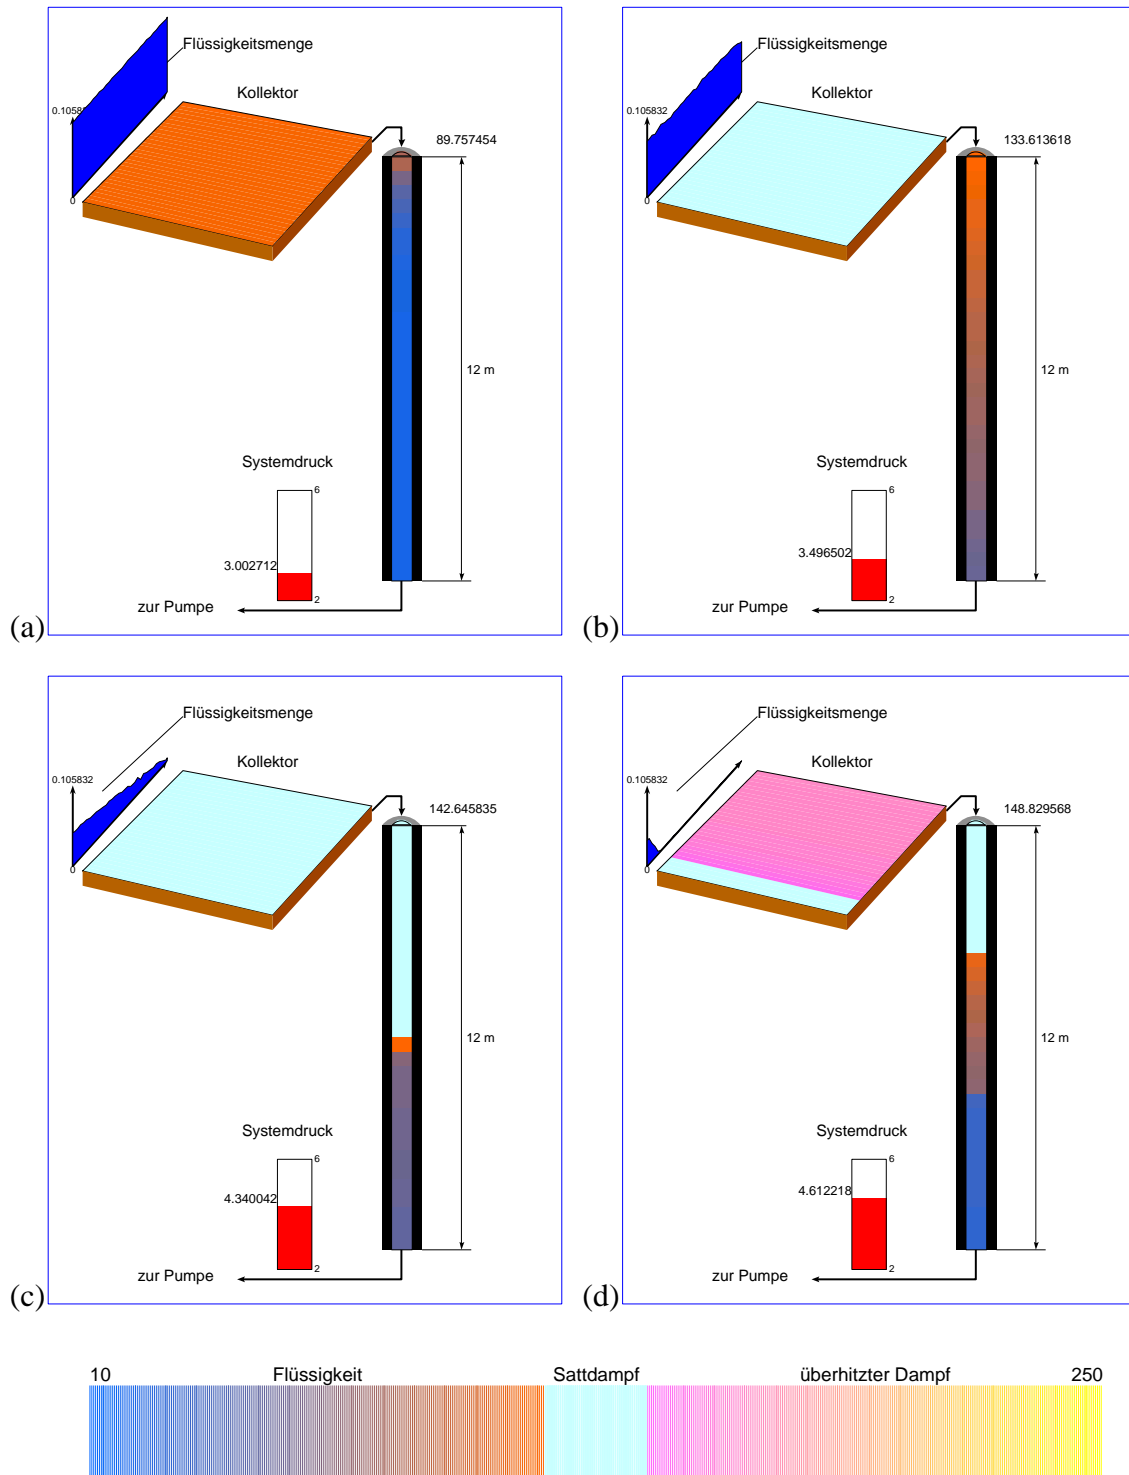 Flüssigkeitsmenge
Kollektor
0.105832
0
89.757454
12 m
Systemdruck
6
3.002712
2
zur Pumpe
(a)
Flüssigkeitsmenge
Kollektor
0.105832
0
133.613618
12 m
Systemdruck
6
3.496502
2
zur Pumpe
(b)
Flüssigkeitsmenge
Kollektor
0.105832
0
142.645835
12 m
Systemdruck
6
4.340042
2
zur Pumpe
(c)
Flüssigkeitsmenge
Kollektor
0.105832
0
148.829568
12 m
Systemdruck
6
4.612218
2
zur Pumpe
(d)
10 Flüssigkeit Sattdampf überhitzter Dampf 250